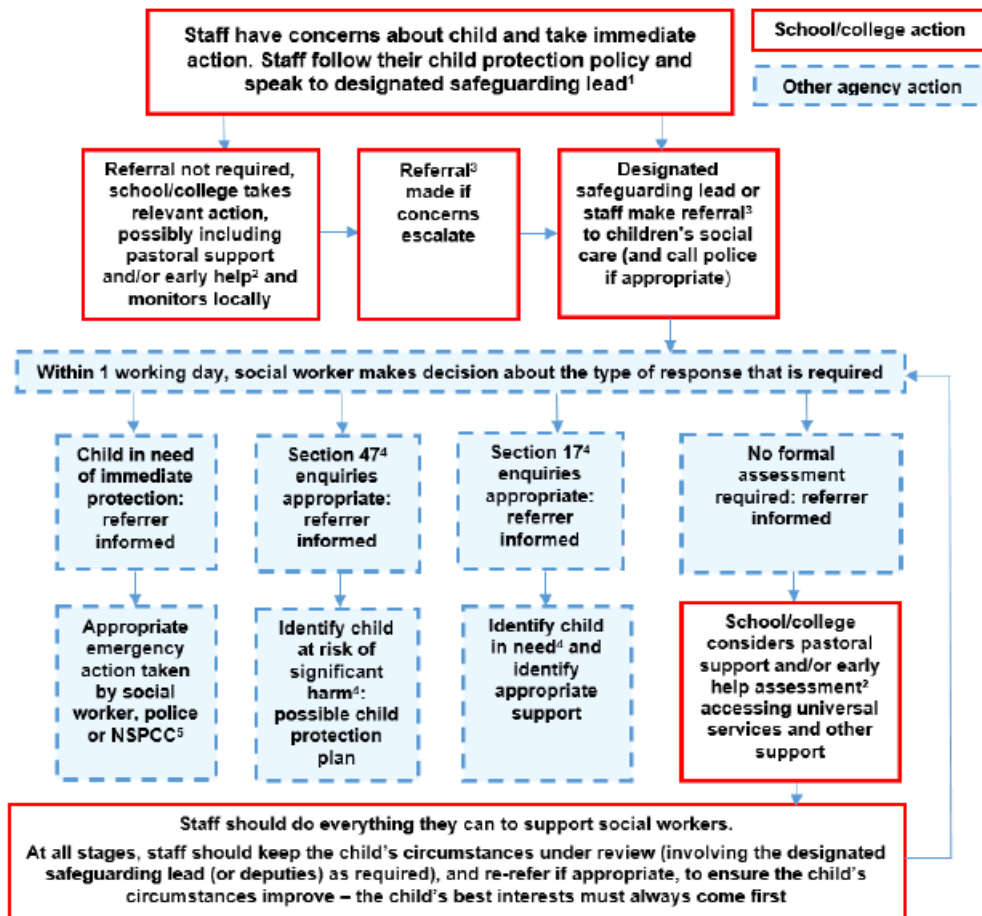 Staff have concerns about child and take immediate
action. Staff follow their child protection policy and
speak to designated safeguarding lead¹
School/college action
Other agency action
Referral not required,
school/college takes
relevant action,
possibly including
pastoral support
and/or early help² and
monitors locally
Referral³
made if
concerns
escalate
Designated
safeguarding lead or
staff make referral³
to children's social
care (and call police
if appropriate)
Within 1 working day, social worker makes decision about the type of response that is required
Child in need
of immediate
protection:
referrer
informed
Section 47⁴
enquiries
appropriate:
referrer
informed
Section 17⁴
enquiries
appropriate:
referrer
informed
No formal
assessment
required: referrer
informed
Appropriate
emergency
action taken
by social
worker, police
or NSPCC⁵
Identify child
at risk of
significant
harm⁴:
possible child
protection
plan
Identify child
in need⁴ and
identify
appropriate
support
School/college
considers pastoral
support and/or early
help assessment²
accessing universal
services and other
support
Staff should do everything they can to support social workers.
At all stages, staff should keep the child's circumstances under review (involving the designated
safeguarding lead (or deputies) as required), and re-refer if appropriate, to ensure the child's
circumstances improve – the child's best interests must always come first